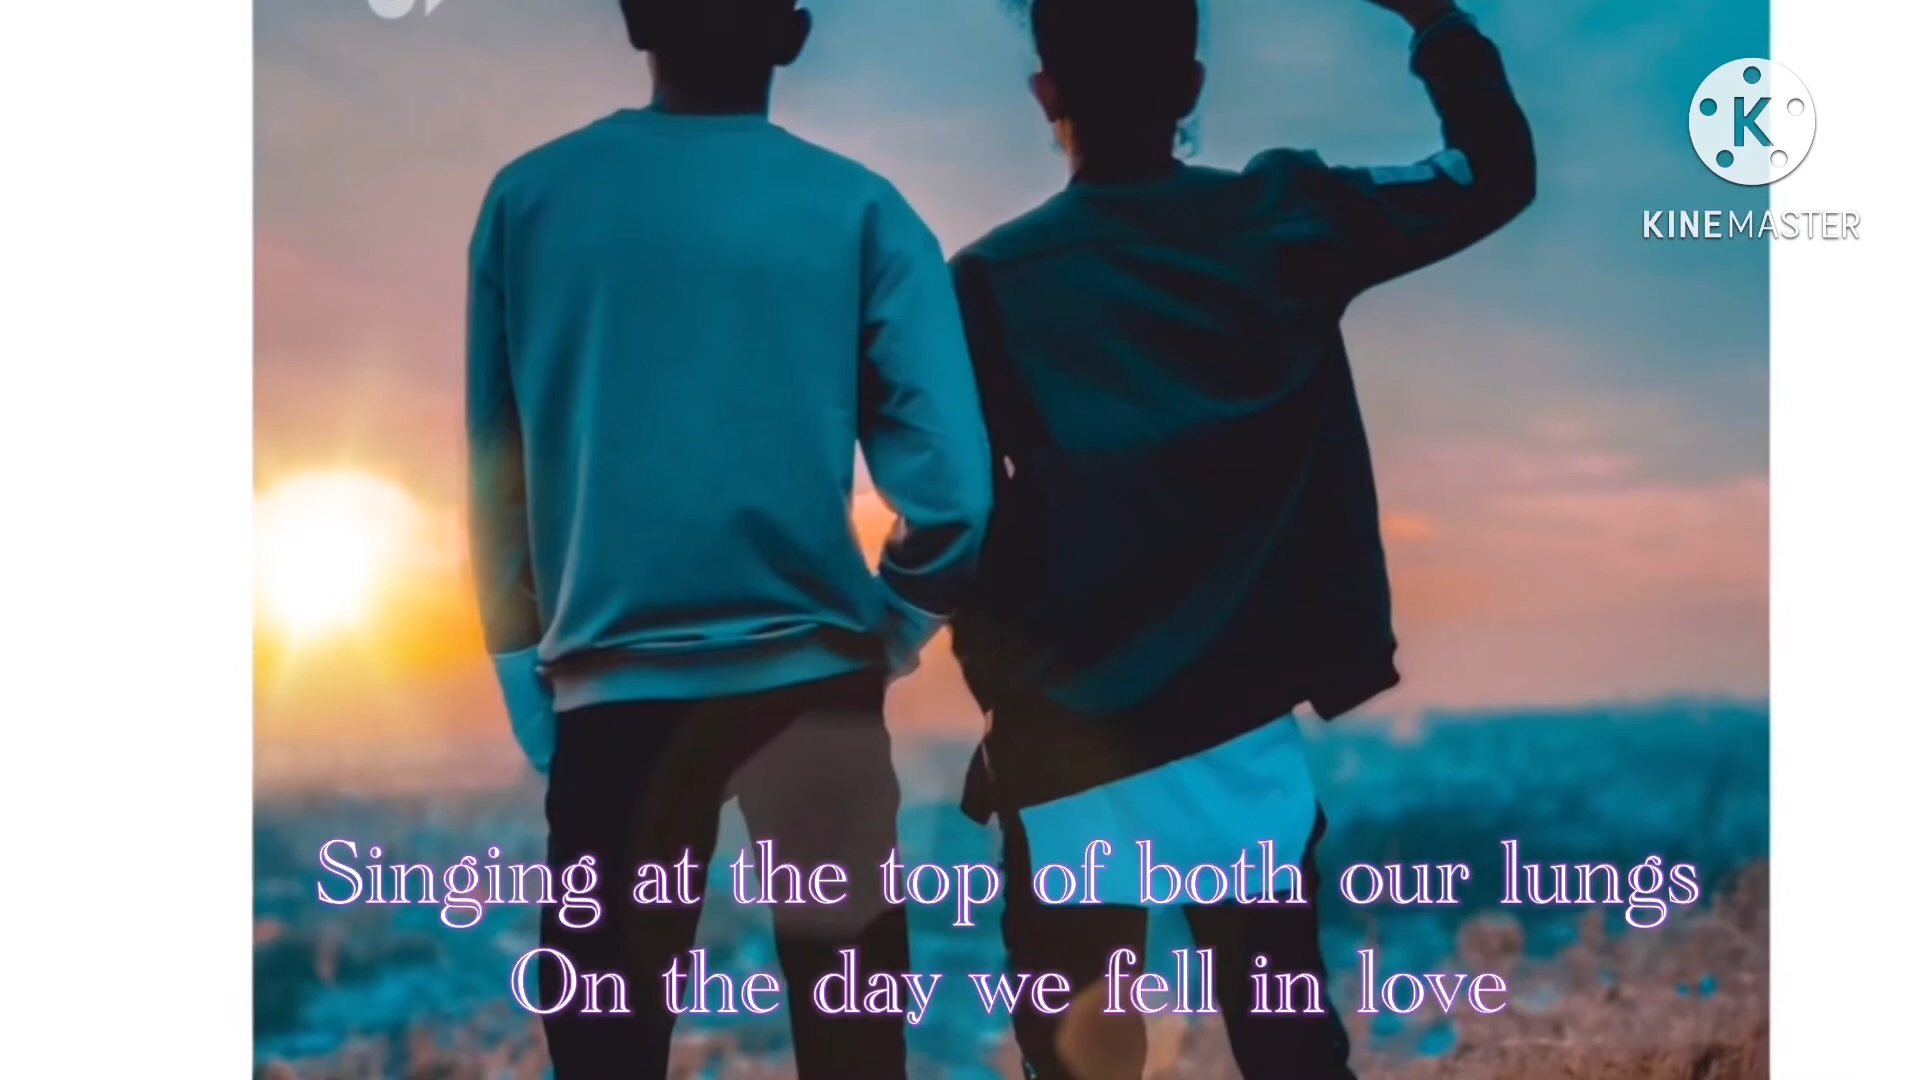 K
KINEMASTER
Singing at the top of both our lungs
On the day we fell in love